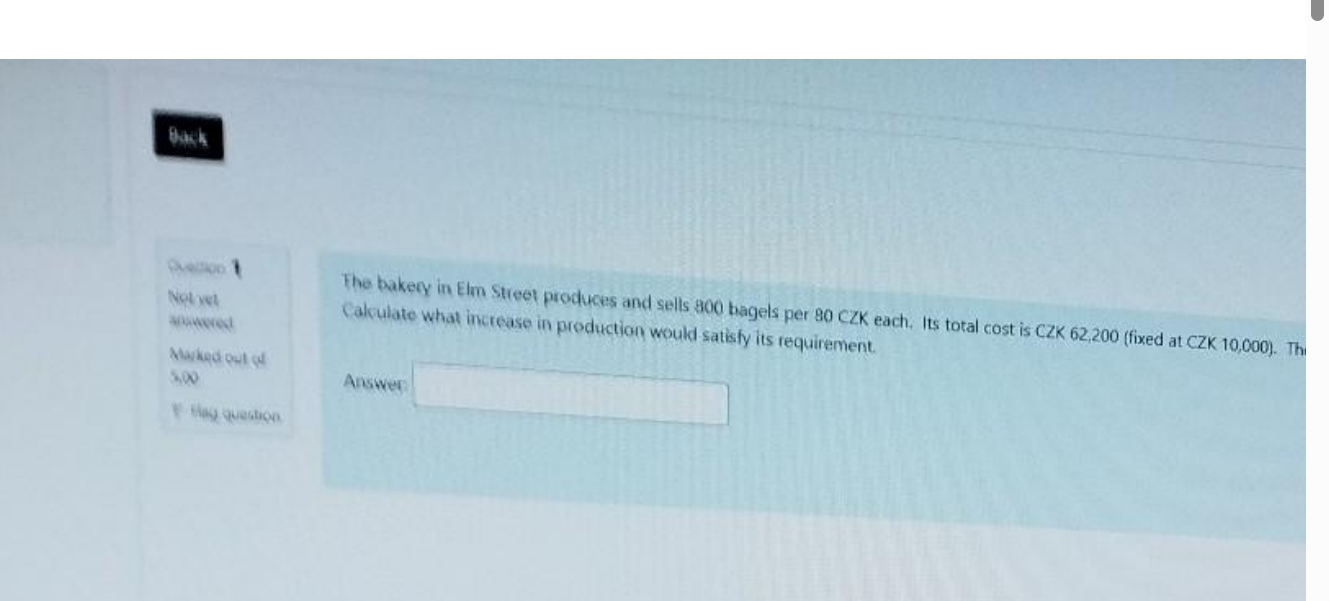 Back
Question 1
Not yet
answered
Marked out of
5.00
Flag question
The bakery in Elm Street produces and sells 800 bagels per 80 CZK each. Its total cost is CZK 62,200 (fixed at CZK 10,000).
Calculate what increase in production would satisfy its requirement.
Answer: